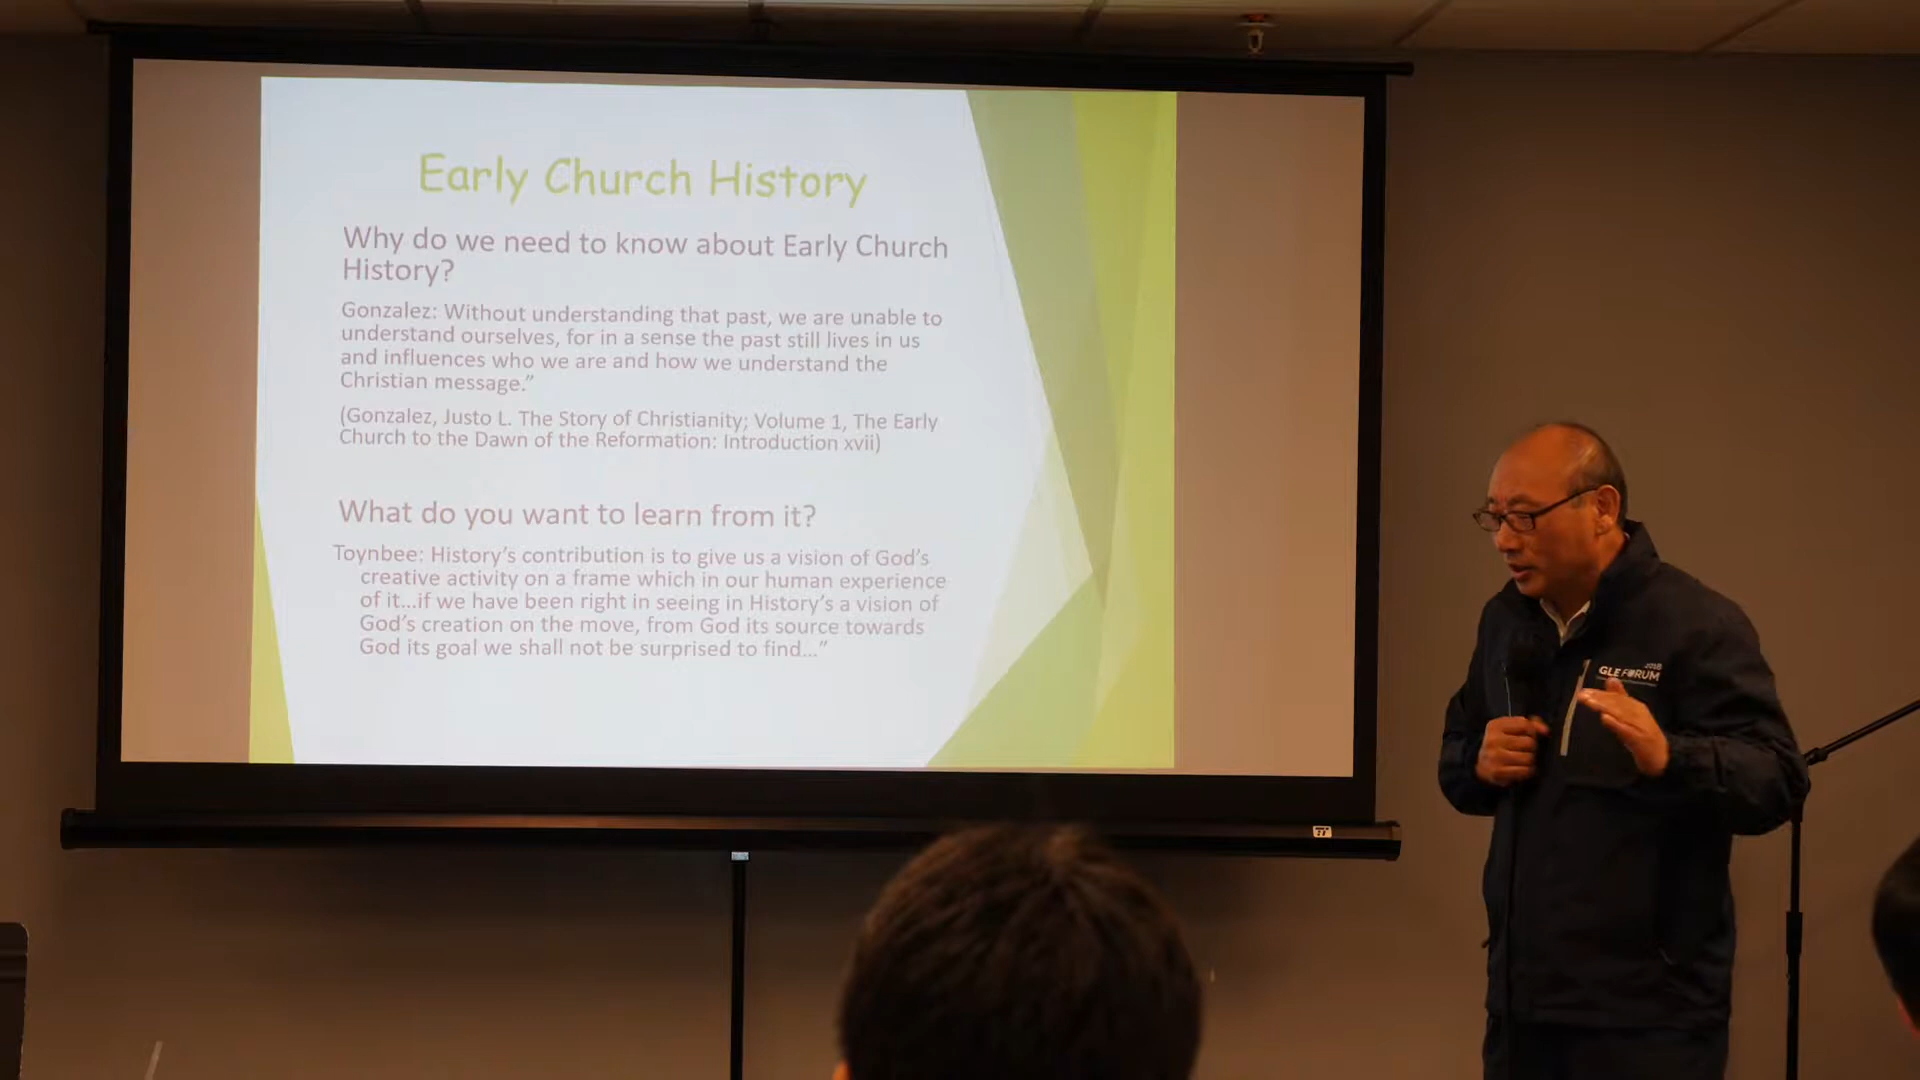 Early Church History
Why do we need to know about Early Church
History?
Gonzalez: Without understanding that past, we are unable to
understand ourselves, for in a sense the past still lives in us
and influences who we are and how we understand the
Christian message.”
(Gonzalez, Justo L. The Story of Christianity; Volume 1, The Early
Church to the Dawn of the Reformation: Introduction xvii)
What do you want to learn from it?
Toynbee: History’s contribution is to give us a vision of God’s
creative activity on a frame which in our human experience
of it...if we have been right in seeing in History’s a vision of
God’s creation on the move, from God its source towards
God its goal we shall not be surprised to find...”
2018
GLE FORUM